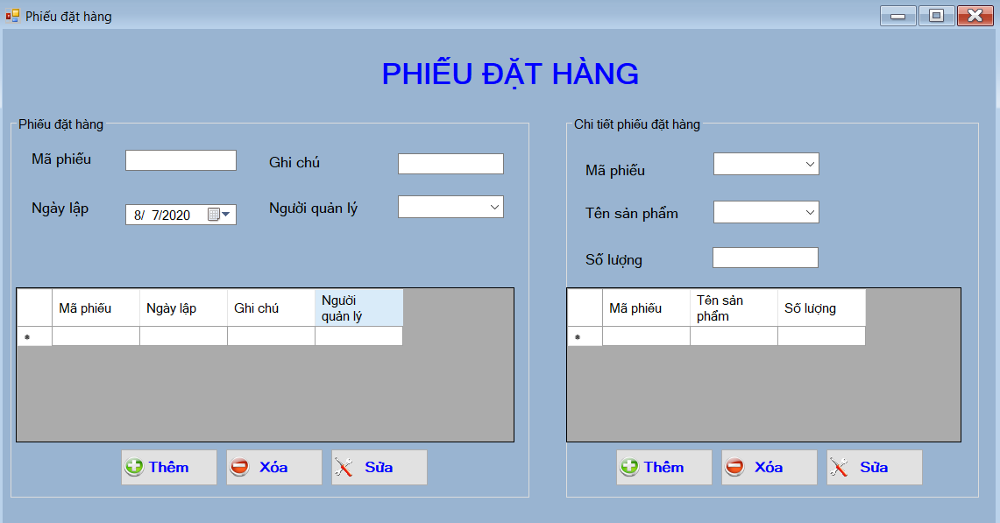 Phiếu đặt hàng
PHIẾU ĐẶT HÀNG
Phiếu đặt hàng
Mã phiếu
Ghi chú
Ngày lập
8/ 7/2020
Người quản lý
Mã phiếu
Ngày lập
Ghi chú
Người
quản lý
*
Thêm
Xóa
Sửa
Chi tiết phiếu đặt hàng
Mã phiếu
Tên sản phẩm
Số lượng
Mã phiếu
Tên sản
phẩm
Số lượng
*
Thêm
Xóa
Sửa